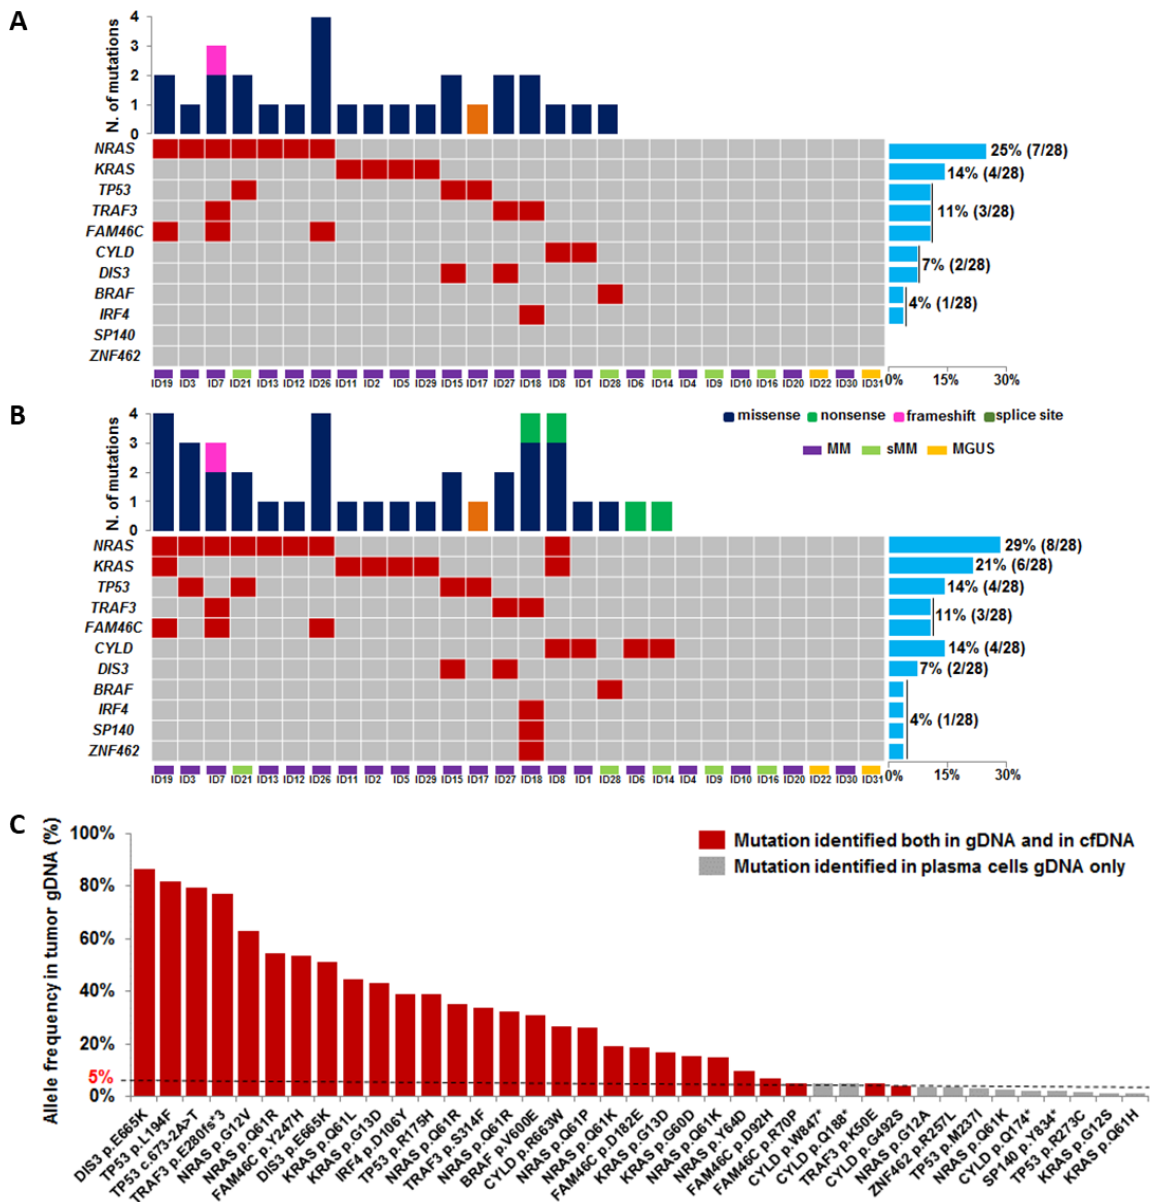 A
N. of mutations
4
3
2
1
0
NRAS
KRAS
TP53
TRAF3
FAM46C
CYLD
DIS3
BRAF
IRF4
SP140
ZNF462
25% (7/28)
14% (4/28)
11% (3/28)
7% (2/28)
4% (1/28)
ID19 ID3 ID7 ID21 ID13 ID12 ID26 ID11 ID2 ID5 ID29 ID15 ID17 ID27 ID18 ID8 ID1 ID28 ID6 ID14 ID4 ID9 ID10 ID16 ID20 ID22 ID30 ID31
0% 15% 30%
B
missense nonsense frameshift splice site
MM sMM MGUS
N. of mutations
4
3
2
1
0
NRAS
KRAS
TP53
TRAF3
FAM46C
CYLD
DIS3
BRAF
IRF4
SP140
ZNF462
29% (8/28)
21% (6/28)
14% (4/28)
11% (3/28)
14% (4/28)
7% (2/28)
4% (1/28)
ID19 ID3 ID7 ID21 ID13 ID12 ID26 ID11 ID2 ID5 ID29 ID15 ID17 ID27 ID18 ID8 ID1 ID28 ID6 ID14 ID4 ID9 ID10 ID16 ID20 ID22 ID30 ID31
0% 15% 30%
C
Allele frequency in tumor gDNA (%)
100%
80%
60%
40%
20%
5%
0%
Mutation identified both in gDNA and in cfDNA
Mutation identified in plasma cells gDNA only
DIS3 p.E665K
TP53 p.L194F
TP53 c.673-2A>T
TRAF3 p.E280fs*3
NRAS p.G12V
NRAS p.Q61R
FAM46C p.Y247H
DIS3 p.E665K
KRAS p.Q61L
KRAS p.G13D
IRF4 p.D106Y
TP53 p.R175H
NRAS p.Q61R
TRAF3 p.S314F
NRAS p.Q61R
BRAF p.V600E
CYLD p.R663W
NRAS p.Q61P
NRAS p.Q61K
FAM46C p.D182E
KRAS p.G13D
KRAS p.G60D
NRAS p.Q61K
NRAS p.Y64D
FAM46C p.D92H
FAM46C p.R70P
CYLD p.W847*
CYLD p.Q188*
TRAF3 p.K50E
CYLD p.G492S
NRAS p.G12A
ZNF462 p.R257L
TP53 p.M237I
NRAS p.Q61K
CYLD p.Q174*
SP140 p.Y834*
TP53 p.R273C
KRAS p.G12S
KRAS p.Q61H